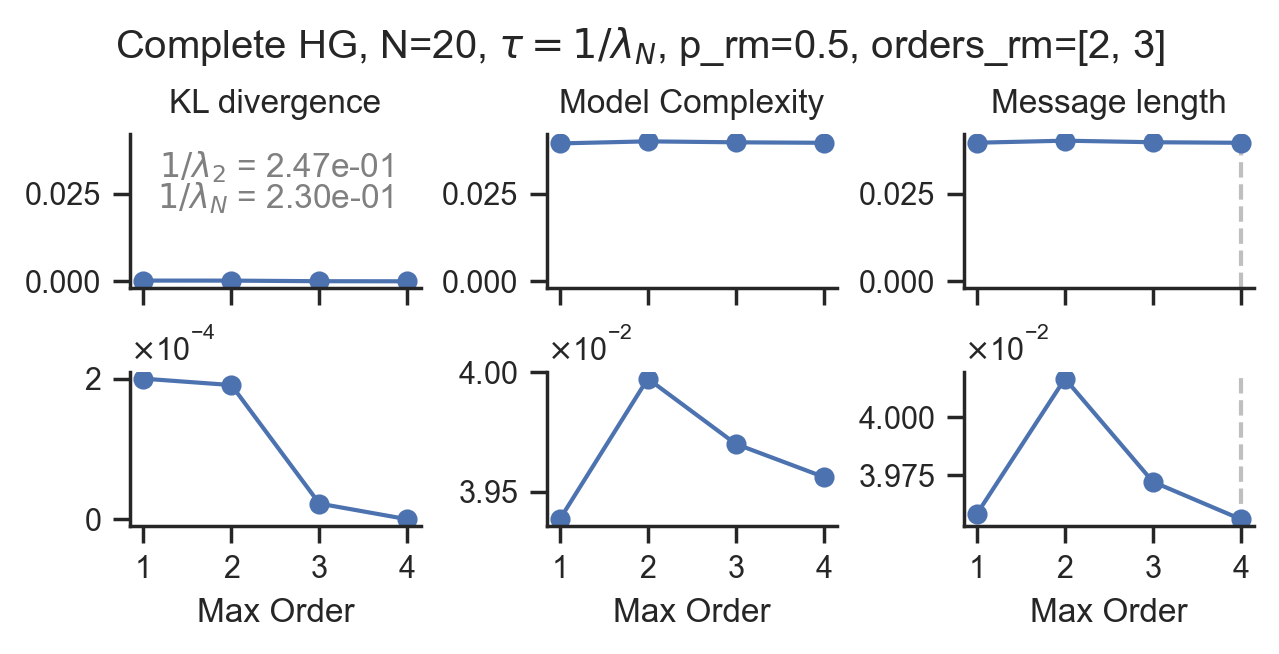 Complete HG, N=20, τ = 1/λ_N, p_rm=0.5, orders_rm=[2, 3]
KL divergence
Model Complexity
Message length
1/λ₂ = 2.47e-01
1/λ_N = 2.30e-01
0.025
0.000
0.025
0.000
0.025
0.000
×10⁻⁴
2
0
1 2 3 4
Max Order
×10⁻²
4.00
3.95
1 2 3 4
Max Order
×10⁻²
4.000
3.975
1 2 3 4
Max Order